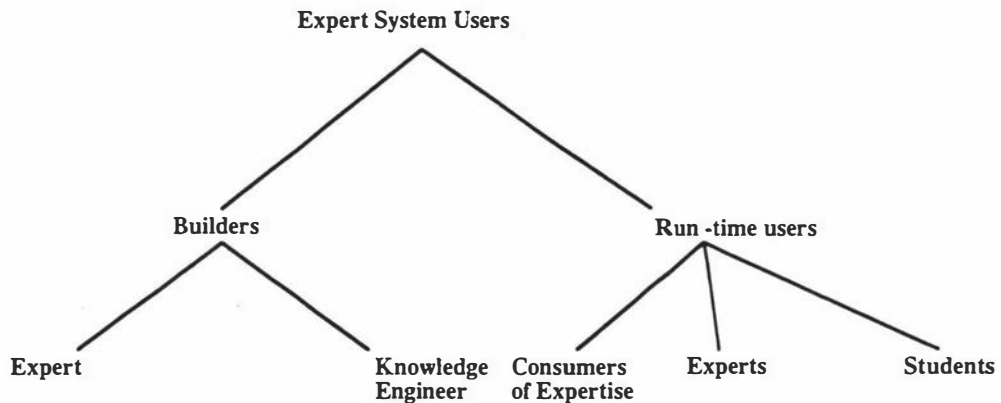 Expert System Users
Builders
Run -time users
Expert
Knowledge
Engineer
Consumers
of Expertise
Experts
Students